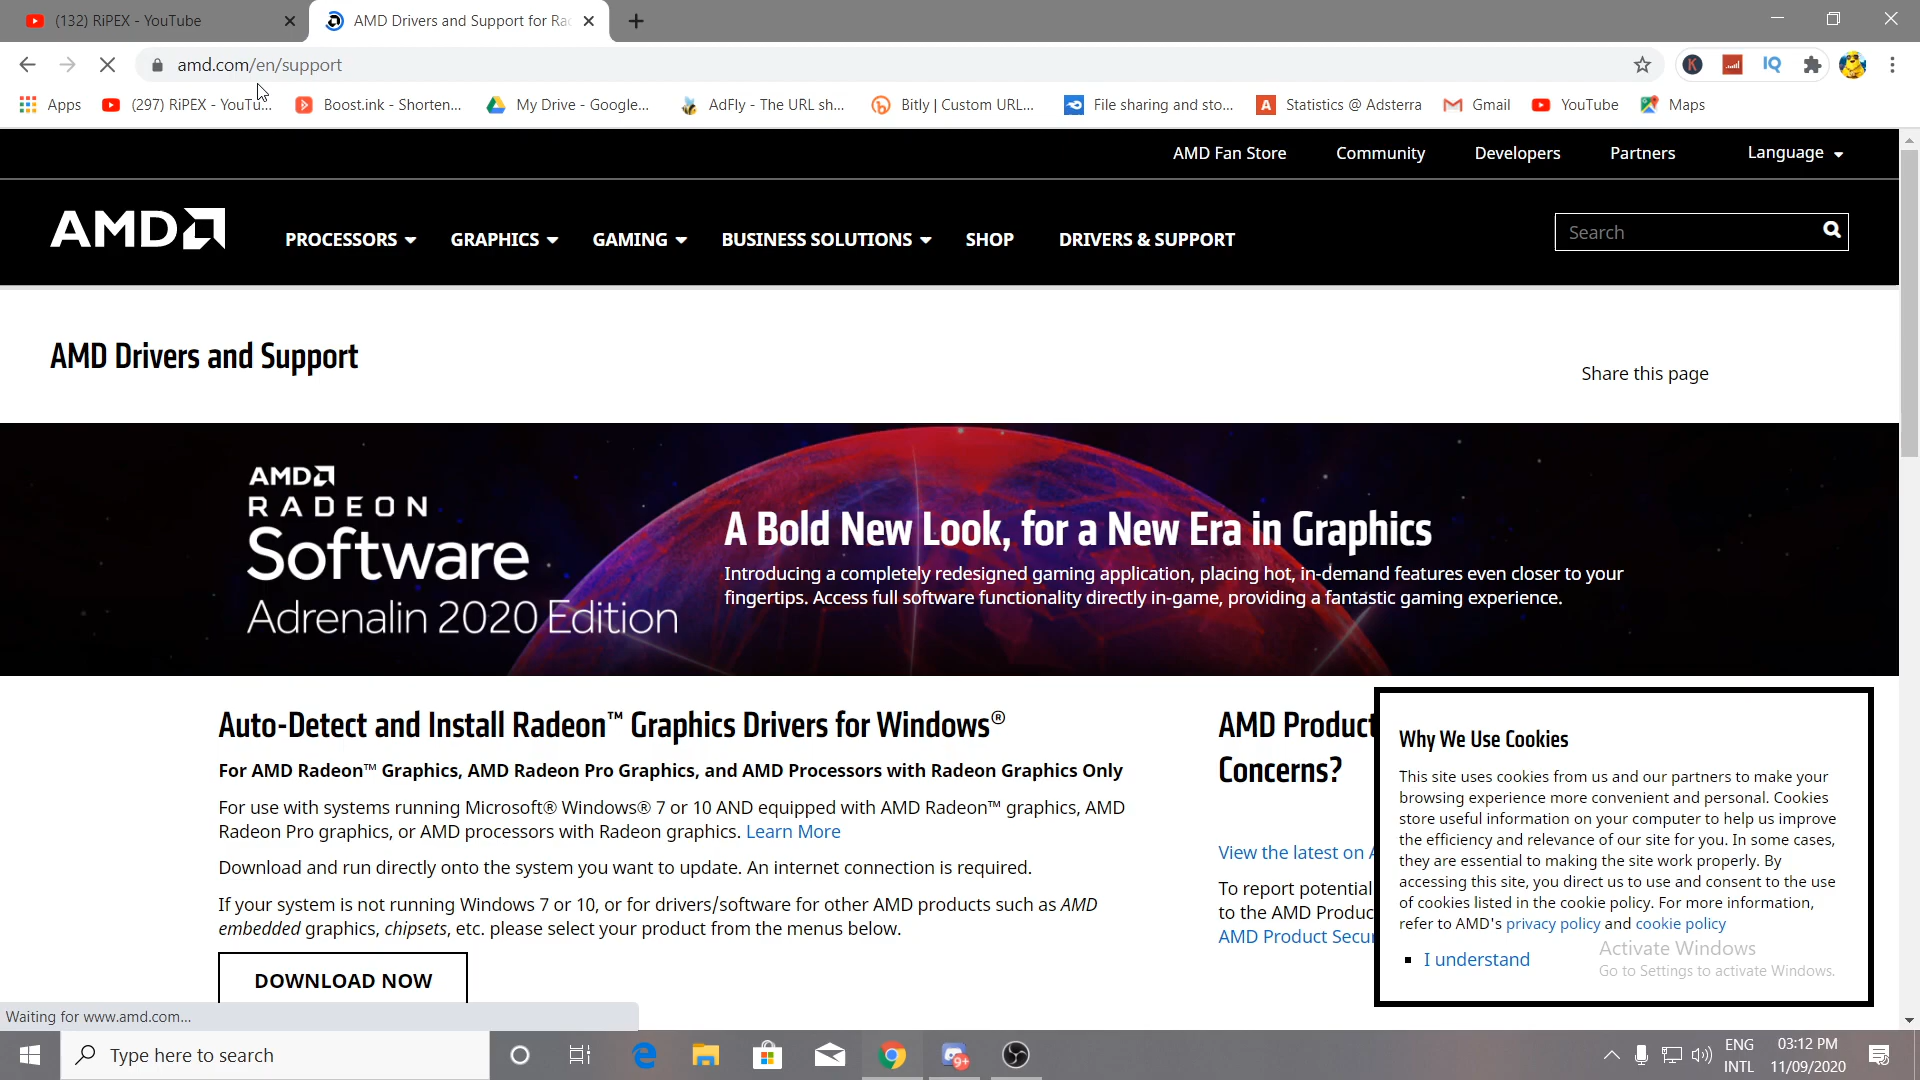 (132) RiPEX - YouTube
AMD Drivers and Support for Ra
amd.com/en/support
Apps
(297) RiPEX - YouTu...
Boost.ink - Shorten...
My Drive - Google...
AdFly - The URL sh...
Bitly | Custom URL...
File sharing and sto...
Statistics @ Adsterra
Gmail
YouTube
Maps
AMD Fan Store
Community
Developers
Partners
Language
AMD
PROCESSORS
GRAPHICS
GAMING
BUSINESS SOLUTIONS
SHOP
DRIVERS & SUPPORT
Search
AMD Drivers and Support
Share this page
AMD
RADEON
Software
Adrenalin 2020 Edition
A Bold New Look, for a New Era in Graphics
Introducing a completely redesigned gaming application, placing hot, in-demand features even closer to your
fingertips. Access full software functionality directly in-game, providing a fantastic gaming experience.
Auto-Detect and Install Radeon™ Graphics Drivers for Windows®
For AMD Radeon™ Graphics, AMD Radeon Pro Graphics, and AMD Processors with Radeon Graphics Only
For use with systems running Microsoft® Windows® 7 or 10 AND equipped with AMD Radeon™ graphics, AMD
Radeon Pro graphics, or AMD processors with Radeon graphics. Learn More
Download and run directly onto the system you want to update. An internet connection is required.
If your system is not running Windows 7 or 10, or for drivers/software for other AMD products such as AMD
embedded graphics, chipsets, etc. please select your product from the menus below.
DOWNLOAD NOW
AMD Product
Concerns?
View the latest on A
To report potential
to the AMD Produc
AMD Product Secur
Why We Use Cookies
This site uses cookies from us and our partners to make your
browsing experience more convenient and personal. Cookies
store useful information on your computer to help us improve
the efficiency and relevance of our site for you. In some cases,
they are essential to making the site work properly. By
accessing this site, you direct us to use and consent to the use
of cookies listed in the cookie policy. For more information,
refer to AMD's privacy policy and cookie policy
I understand
Activate Windows
Go to Settings to activate Windows.
Waiting for www.amd.com...
Type here to search
9+
ENG
INTL
03:12 PM
11/09/2020